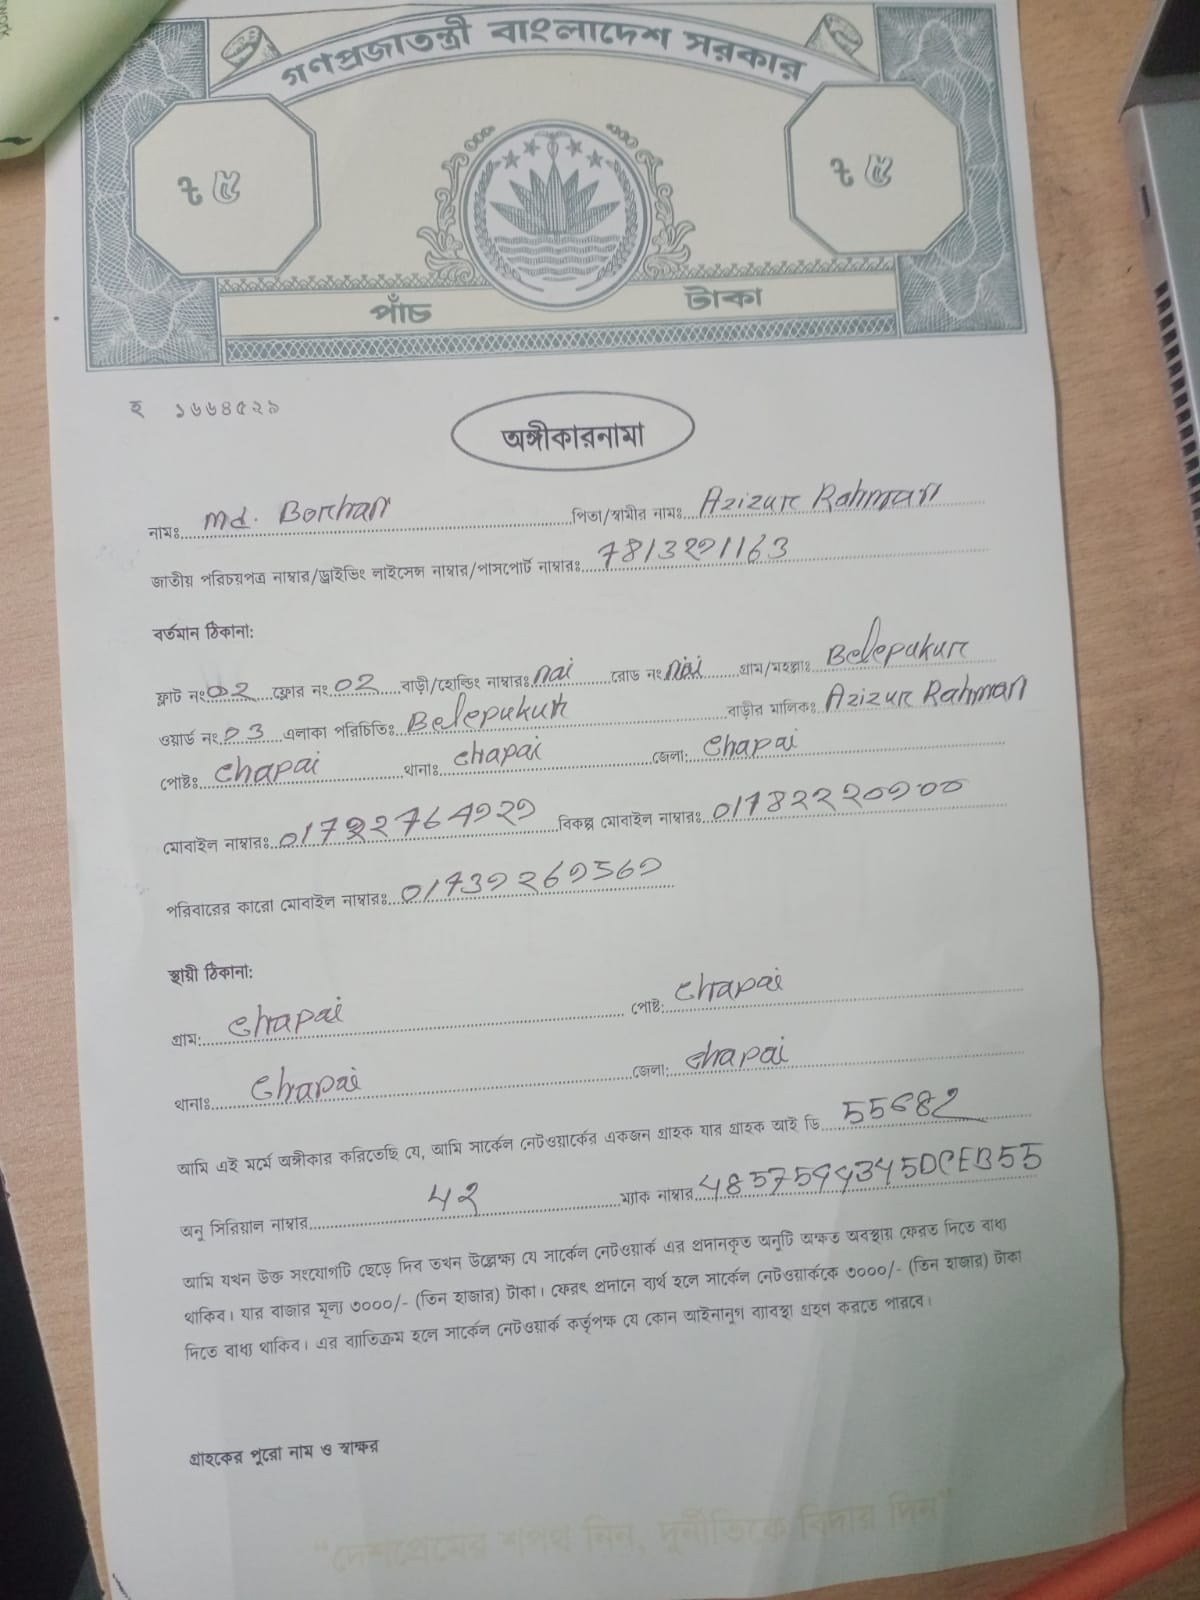 গণপ্রজাতন্ত্রী বাংলাদেশ সরকার
৳ ৫ ৳ ৫
পাঁচ টাকা
হ ১৬৬৪৫২৯
অঙ্গীকারনামা
নামঃ Md. Borhan পিতা/স্বামীর নামঃ Azizur Rahman
জাতীয় পরিচয়পত্র নাম্বার/ড্রাইভিং লাইসেন্স নাম্বার/পাসপোর্ট নাম্বারঃ
বর্তমান ঠিকানা:
ফ্লাট নং 02 ফ্লোর নং 02 বাড়ী/হোল্ডিং নাম্বারঃ nai রোড নং nai গ্রাম/মহল্লাঃ Belepukur
ওয়ার্ড নং 03 এলাকা পরিচিতিঃ Belepukur বাড়ীর মালিকঃ Azizur Rahman
পোষ্টঃ Chapai থানাঃ Chapai জেলা: Chapai
মোবাইল নাম্বারঃ বিকল্প মোবাইল নাম্বারঃ
পরিবারের কারো মোবাইল নাম্বারঃ
স্থায়ী ঠিকানা:
গ্রাম: Chapai পোষ্ট: Chapai
থানাঃ Chapai জেলা: Chapai
আমি এই মর্মে অঙ্গীকার করিতেছি যে, আমি সার্কেল নেটওয়ার্কের একজন গ্রাহক যার গ্রাহক আই ডি
অনু সিরিয়াল নাম্বার 42 ম্যাক নাম্বার
আমি যখন উক্ত সংযোগটি ছেড়ে দিব তখন উল্লেক্ষ্য যে সার্কেল নেটওয়ার্ক এর প্রদানকৃত অনুটি অক্ষত অবস্থায় ফেরত দিতে বাধ্য
থাকিব। যার বাজার মূল্য ৩০০০/- (তিন হাজার) টাকা। ফেরৎ প্রদানে ব্যর্থ হলে সার্কেল নেটওয়ার্ককে ৩০০০/- (তিন হাজার) টাকা
দিতে বাধ্য থাকিব। এর ব্যাতিক্রম হলে সার্কেল নেটওয়ার্ক কর্তৃপক্ষ যে কোন আইনানুগ ব্যাবস্থা গ্রহণ করতে পারবে।
গ্রাহকের পুরো নাম ও স্বাক্ষর
"দেশপ্রেমের শপথ নিন, দুর্নীতিকে বিদায় দিন"